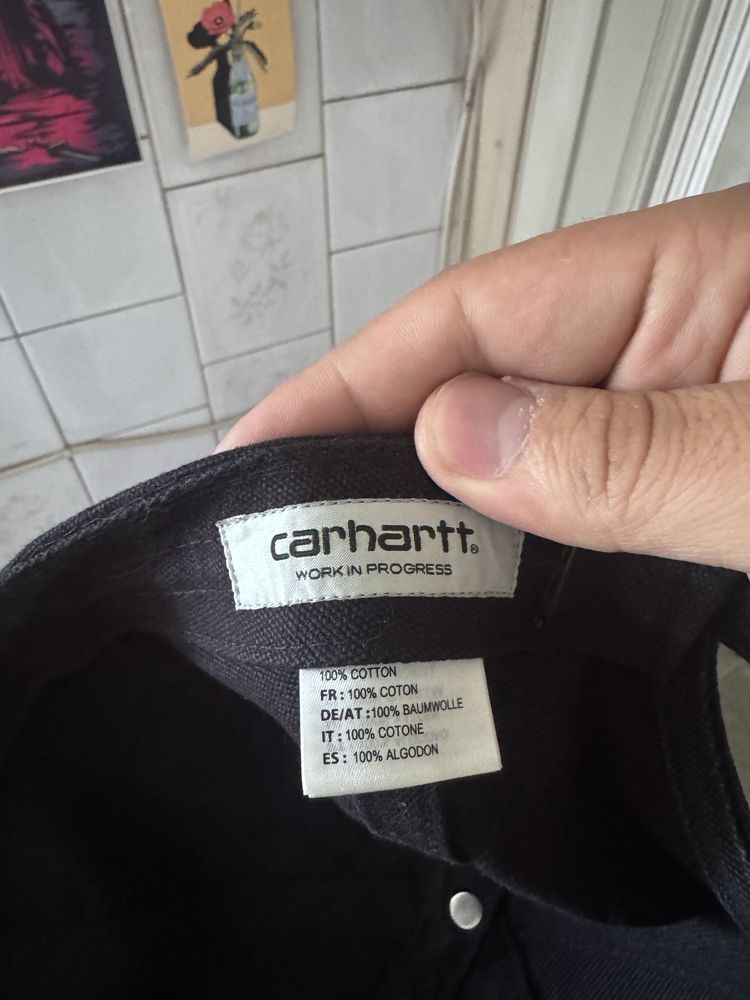 carhartt®
WORK IN PROGRESS
100% COTTON
FR : 100% COTON
DE/AT :100% BAUMWOLLE
IT : 100% COTONE
ES : 100% ALGODON